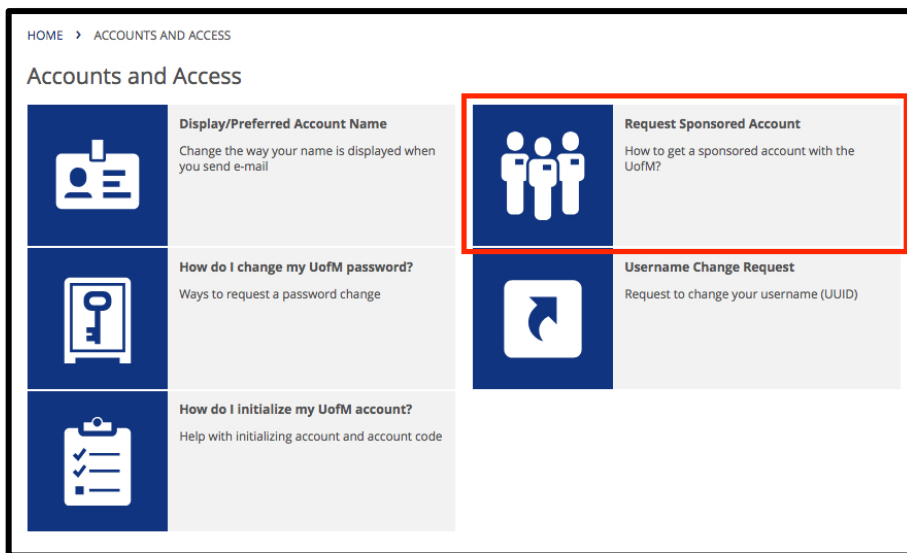 HOME > ACCOUNTS AND ACCESS
Accounts and Access
Display/Preferred Account Name
Change the way your name is displayed when
you send e-mail
Request Sponsored Account
How to get a sponsored account with the
UofM?
How do I change my UofM password?
Ways to request a password change
Username Change Request
Request to change your username (UUID)
How do I initialize my UofM account?
Help with initializing account and account code